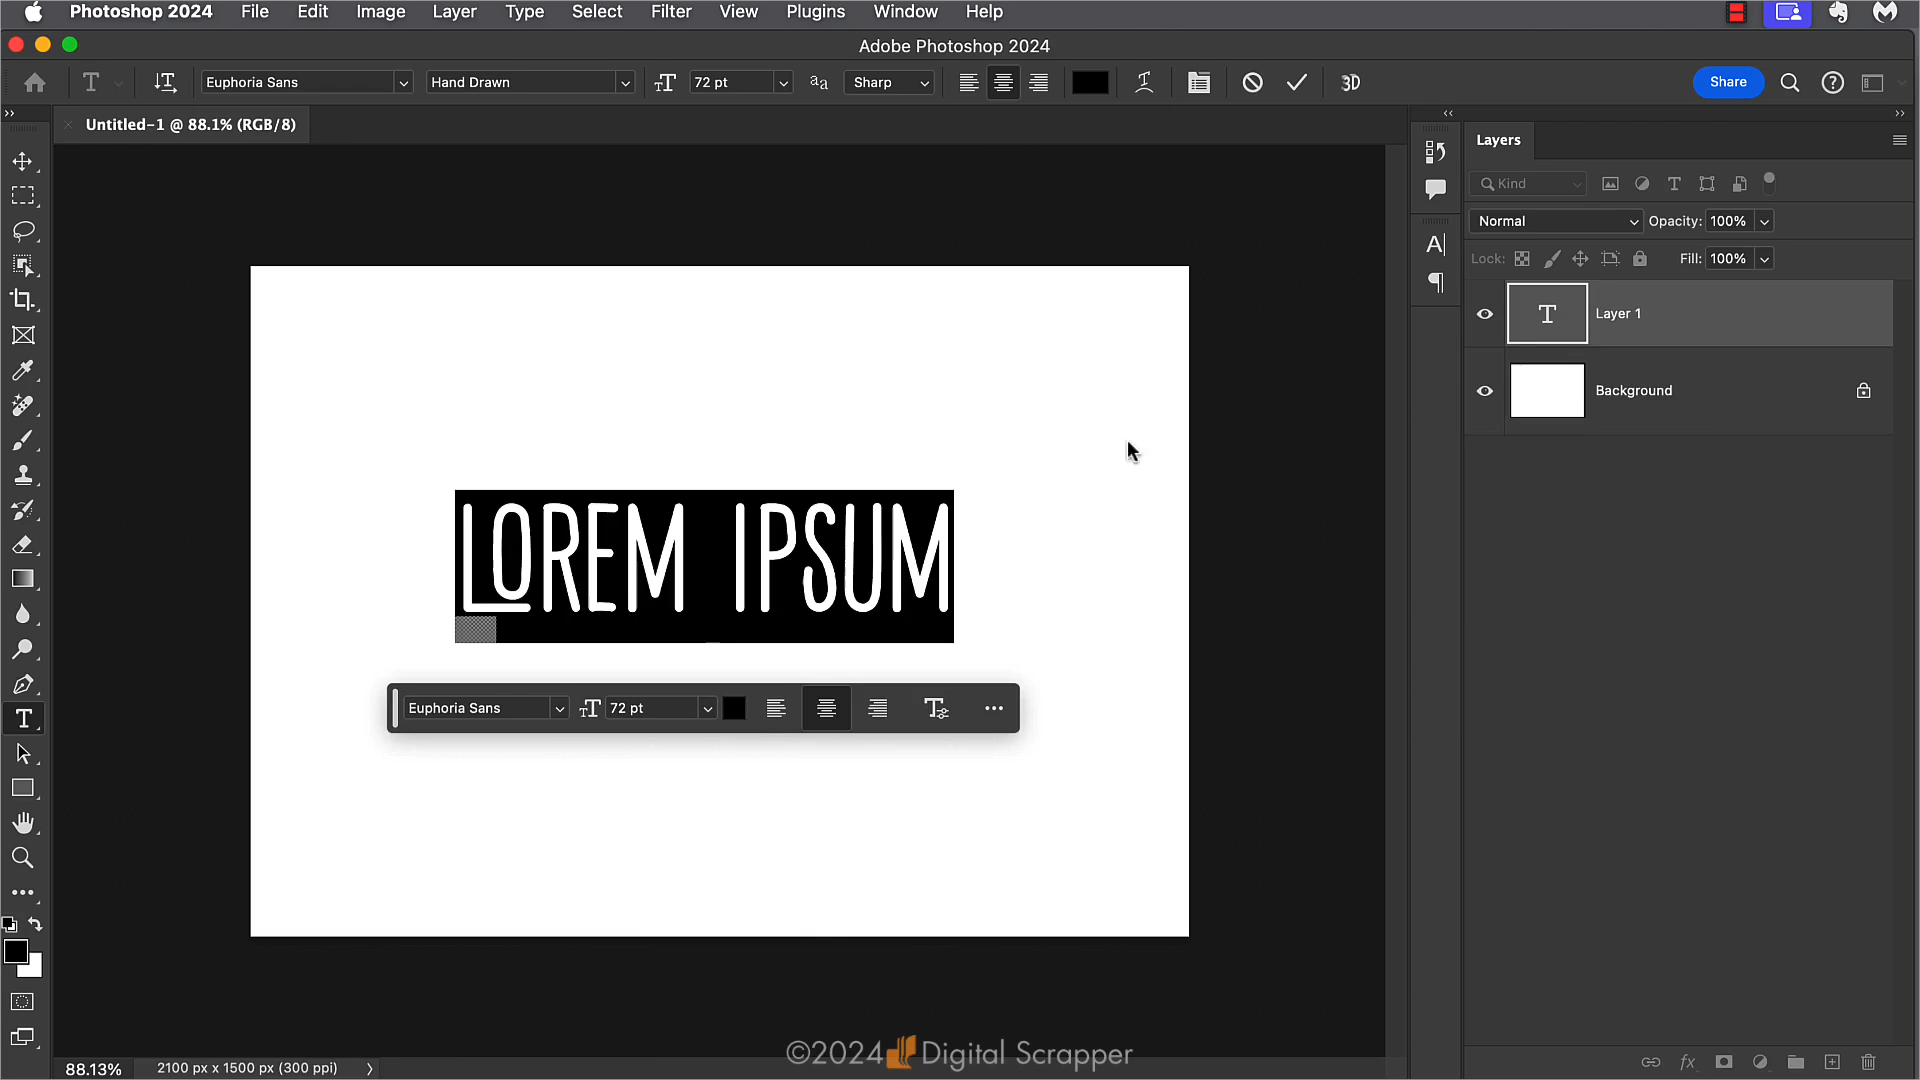 Photoshop 2024 File Edit Image Layer Type Select Filter View Plugins Window Help
Adobe Photoshop 2024
Euphoria Sans Hand Drawn 72 pt aa Sharp 3D Share
Untitled-1 @ 88.1% (RGB/8)
Layers
Kind
Normal Opacity: 100%
Lock: Fill: 100%
Layer 1
Background
LOREM IPSUM
Euphoria Sans 72 pt
88.13% 2100 px x 1500 px (300 ppi)
©2024 Digital Scrapper